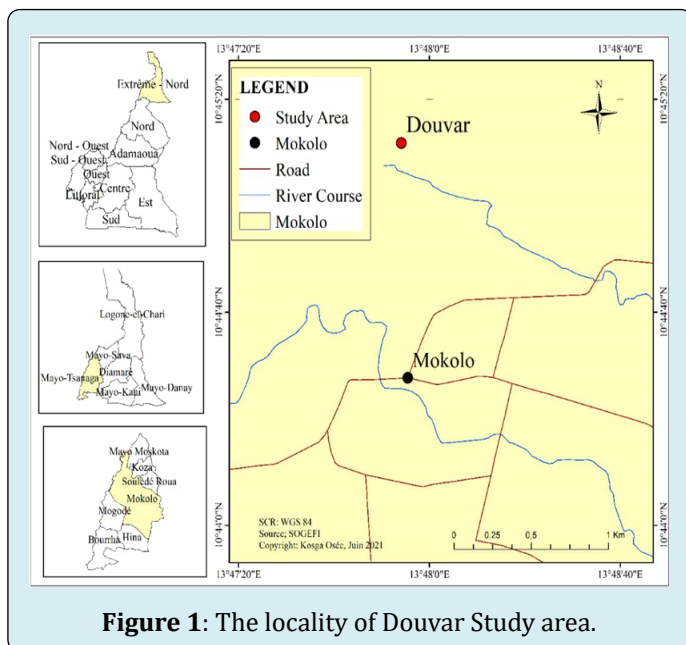 Extrême - Nord
Nord
Nord - Ouest
Sud - Ouest
Adamaoua
Ouest
Centre
Littoral
Est
Sud
Logone-et-Chari
Mayo-Sava
Diamaré
Mayo-Tsanaga
Mayo-Danay
Mayo-Kani
Mayo Moskota
Koza
Soulédé Roua
Mokolo
Mogodé
Bourrha
Hina
13°47'20"E
13°48'0"E
13°48'40"E
10°45'20"N
10°45'20"N
LEGEND
Study Area
Mokolo
Road
River Course
Mokolo
N
Douvar
10°44'40"N
10°44'40"N
Mokolo
10°44'0"N
10°44'0"N
SCR: WGS 84
Source; SOGEFI
Copyright: Kosga Oséc, Juin 2021
0 0,25 0,5 1 Km
13°47'20"E
13°48'0"E
13°48'40"E
Figure 1: The locality of Douvar Study area.